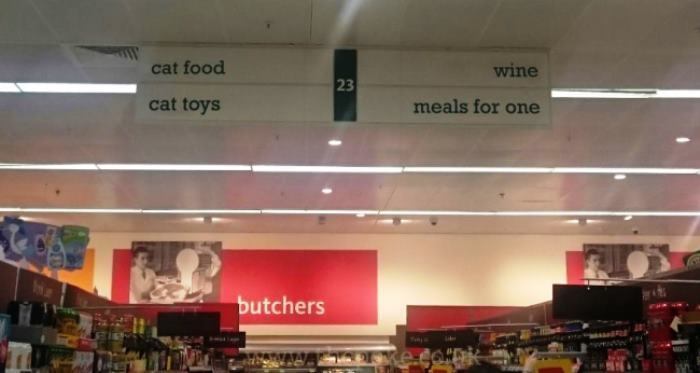 cat food
cat toys
23
wine
meals for one
butchers